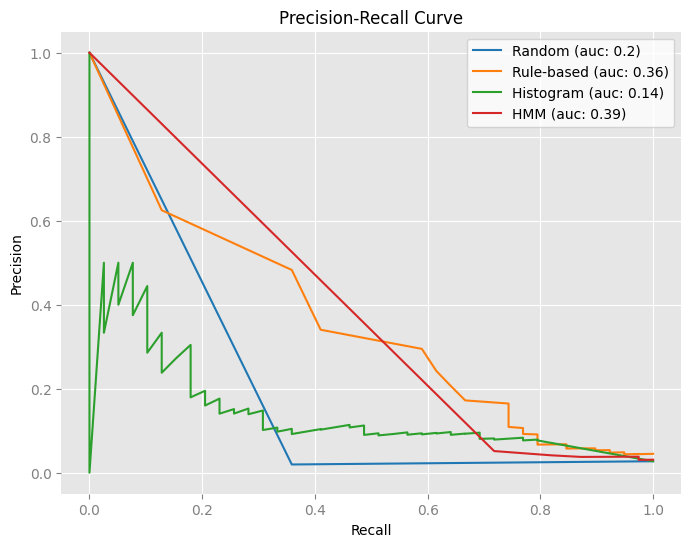 Precision-Recall Curve
Random (auc: 0.2)
Rule-based (auc: 0.36)
Histogram (auc: 0.14)
HMM (auc: 0.39)
1.0
0.8
0.6
0.4
0.2
0.0
Precision
0.0 0.2 0.4 0.6 0.8 1.0
Recall